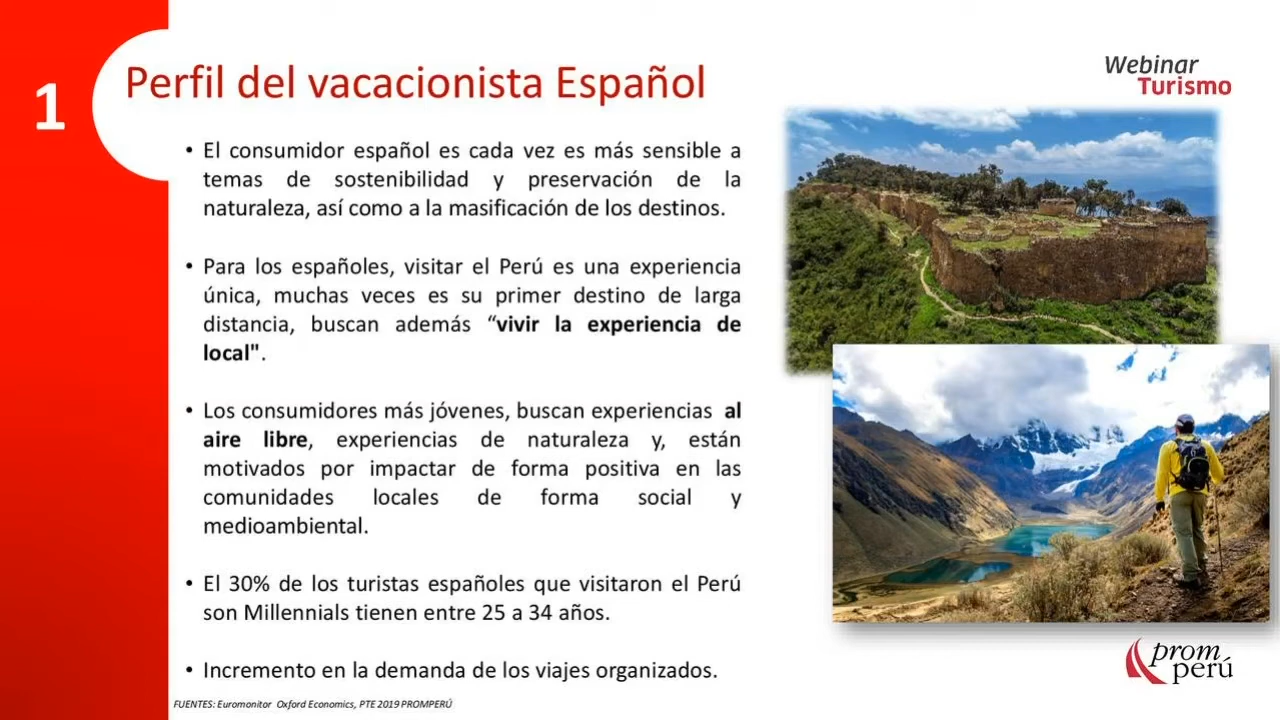 1
Perfil del vacacionista Español
Webinar
Turismo
• El consumidor español es cada vez es más sensible a
temas de sostenibilidad y preservación de la
naturaleza, así como a la masificación de los destinos.
• Para los españoles, visitar el Perú es una experiencia
única, muchas veces es su primer destino de larga
distancia, buscan además “vivir la experiencia de
local".
• Los consumidores más jóvenes, buscan experiencias al
aire libre, experiencias de naturaleza y, están
motivados por impactar de forma positiva en las
comunidades locales de forma social y
medioambiental.
• El 30% de los turistas españoles que visitaron el Perú
son Millennials tienen entre 25 a 34 años.
• Incremento en la demanda de los viajes organizados.
FUENTES: Euromonitor Oxford Economics, PTE 2019 PROMPERÚ
prom
perú